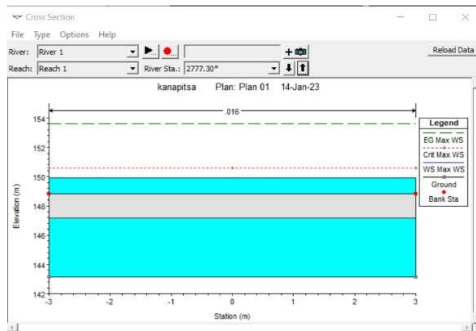 Cross Section
File Type Options Help
River: River 1
Reload Data
Reach: Reach 1 River Sta.: 2777.30*
kanapitsa Plan: Plan 01 14-Jan-23
.016
Legend
EG Max WS
Crit Max WS
WS Max WS
Ground
Bank Sta
Elevation (m)
154
152
150
148
146
144
142
-3 -2 -1 0 1 2 3
Station (m)